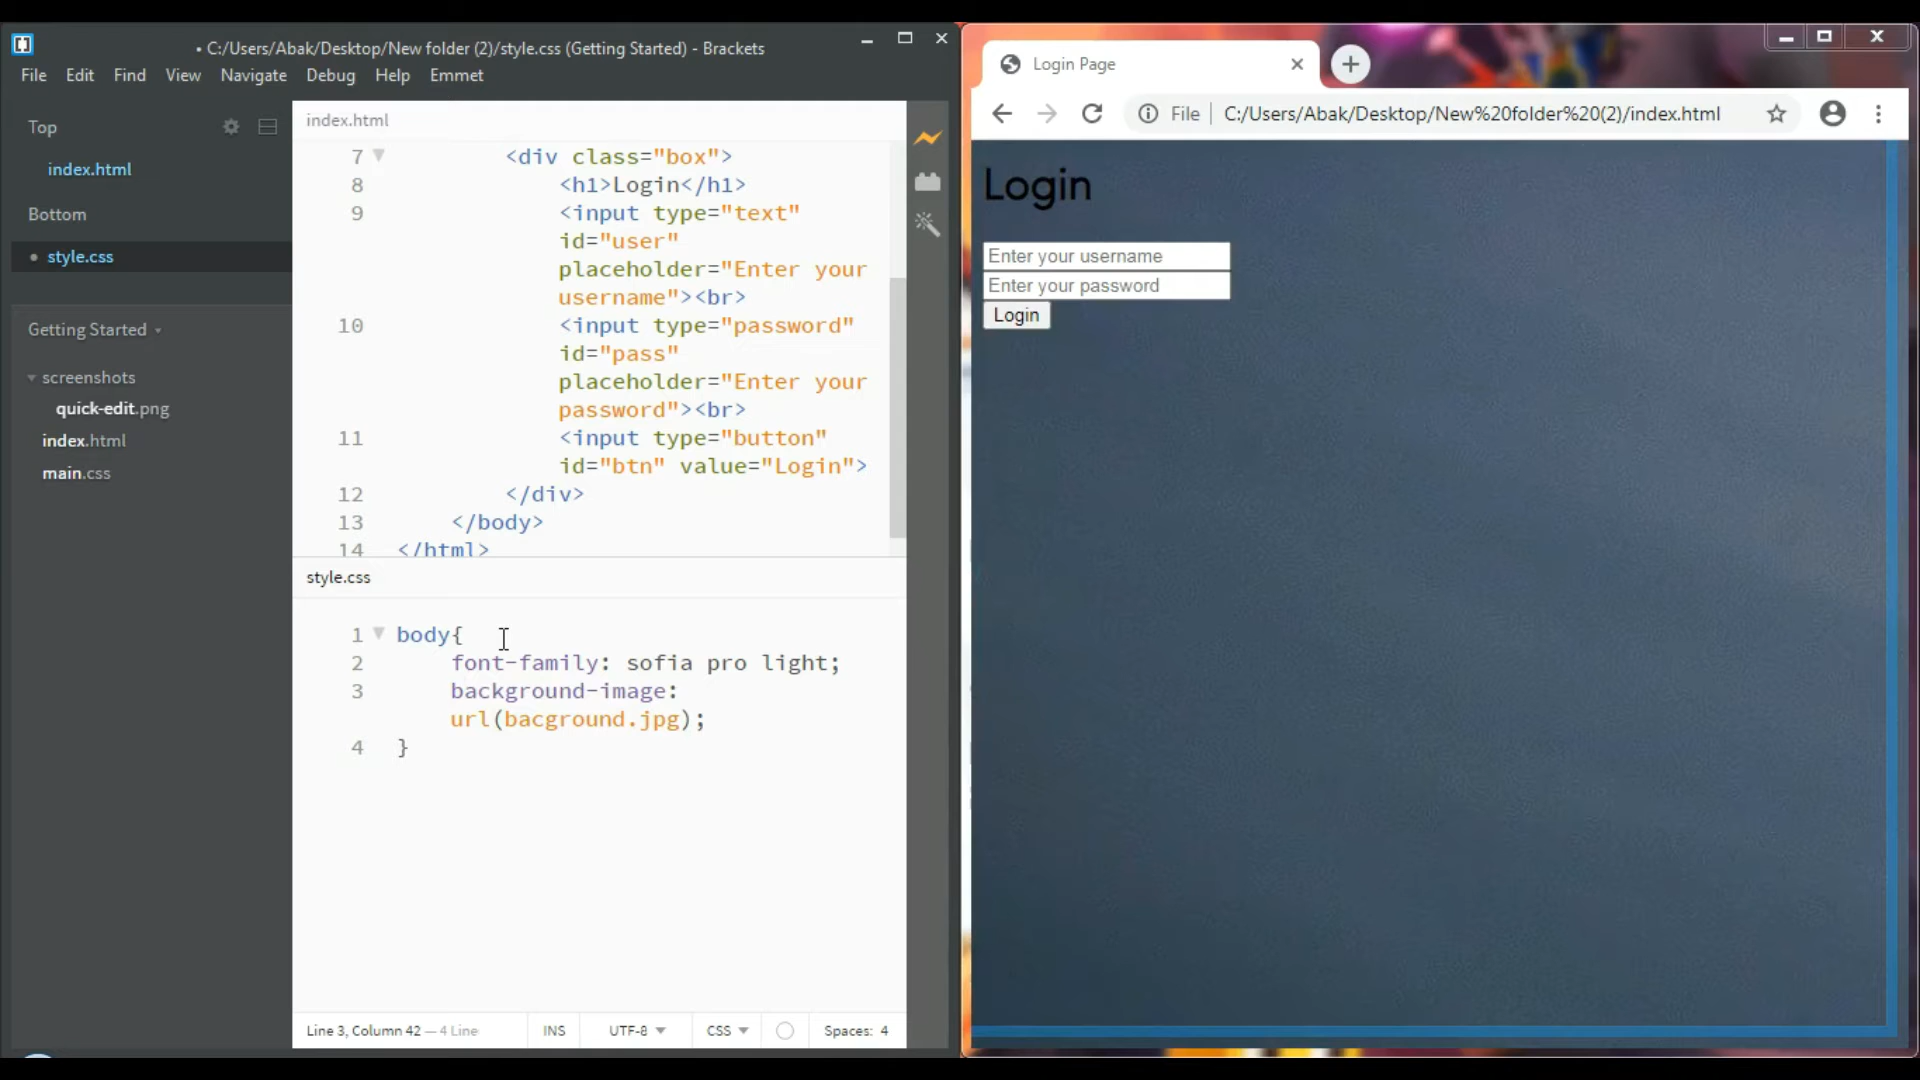 • C:/Users/Abak/Desktop/New folder (2)/style.css (Getting Started) - Brackets
File Edit Find View Navigate Debug Help Emmet
Top
index.html
Bottom
• style.css
Getting Started
screenshots
quick-edit.png
index.html
main.css
index.html
7 <div class="box">
8 <h1>Login</h1>
9 <input type="text"
id="user"
placeholder="Enter your
username"><br>
10 <input type="password"
id="pass"
placeholder="Enter your
password"><br>
11 <input type="button"
id="btn" value="Login">
12 </div>
13 </body>
14 </html>
style.css
1 body{
2 font-family: sofia pro light;
3 background-image:
url(bacground.jpg);
4 }
Line 3, Column 42 — 4 Line
INS UTF-8 CSS Spaces: 4
Login Page
File C:/Users/Abak/Desktop/New%20folder%20(2)/index.html
Login
Enter your username
Enter your password
Login